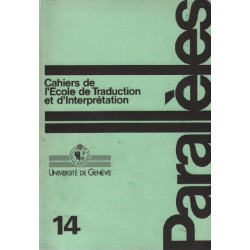 Cahiers de
l'École de Traduction
et d'Interprétation
UNIVERSITÉ DE GENÈVE
14
Parallèles